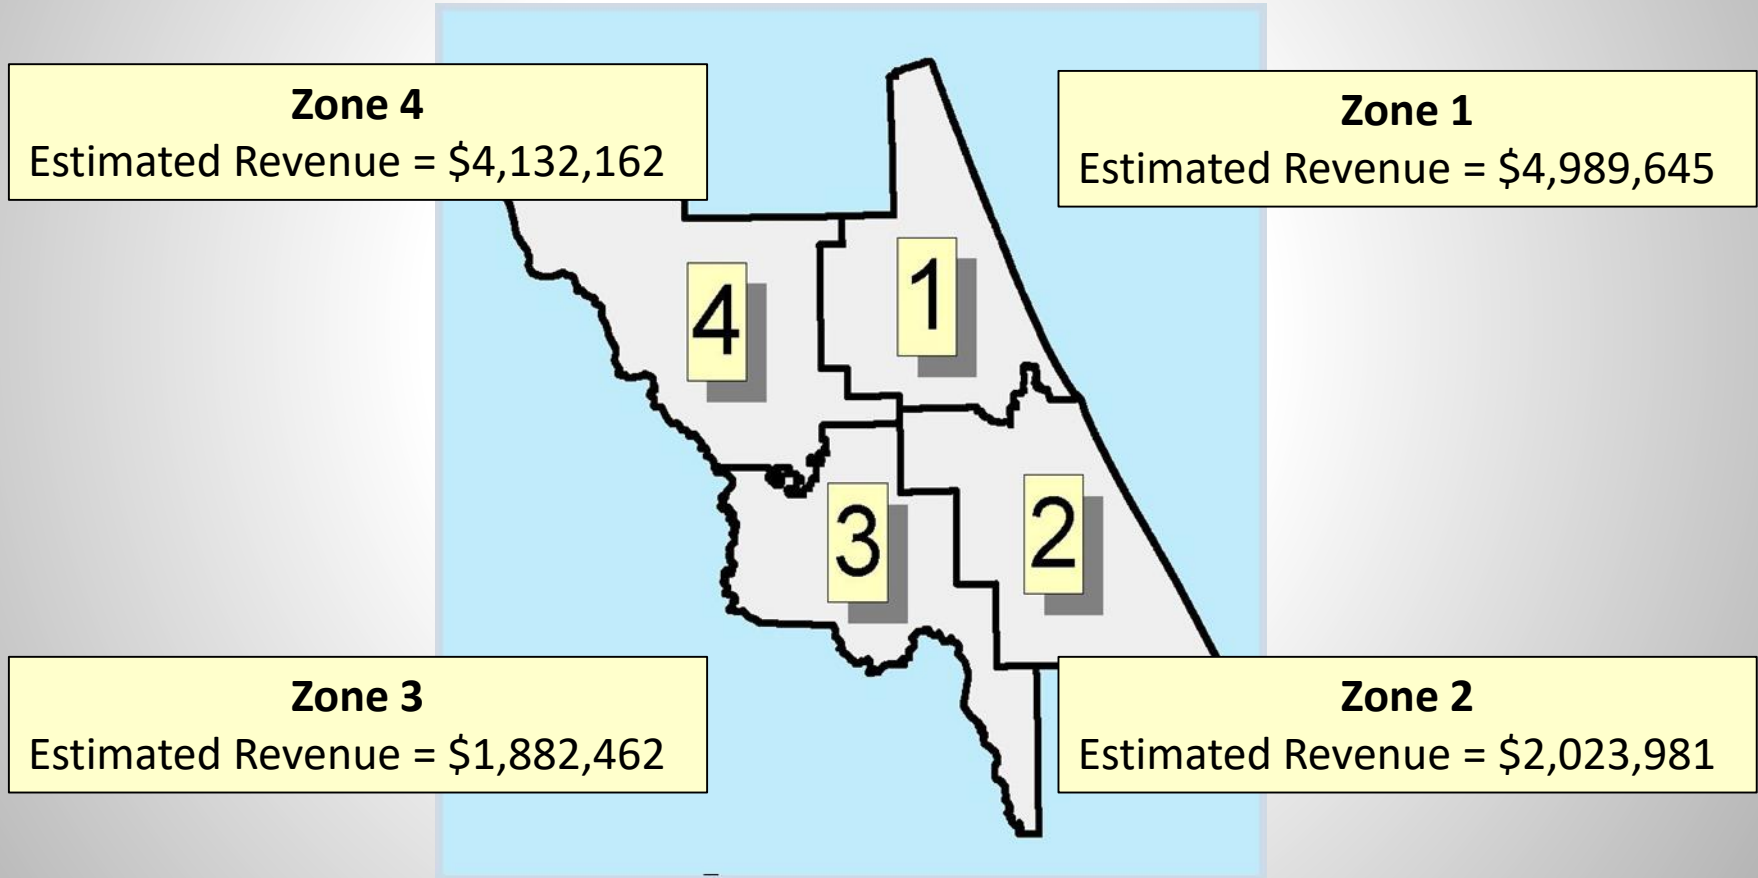 Zone 4
Estimated Revenue = $4,132,162
Zone 1
Estimated Revenue = $4,989,645
1
4
3
2
Zone 3
Estimated Revenue = $1,882,462
Zone 2
Estimated Revenue = $2,023,981